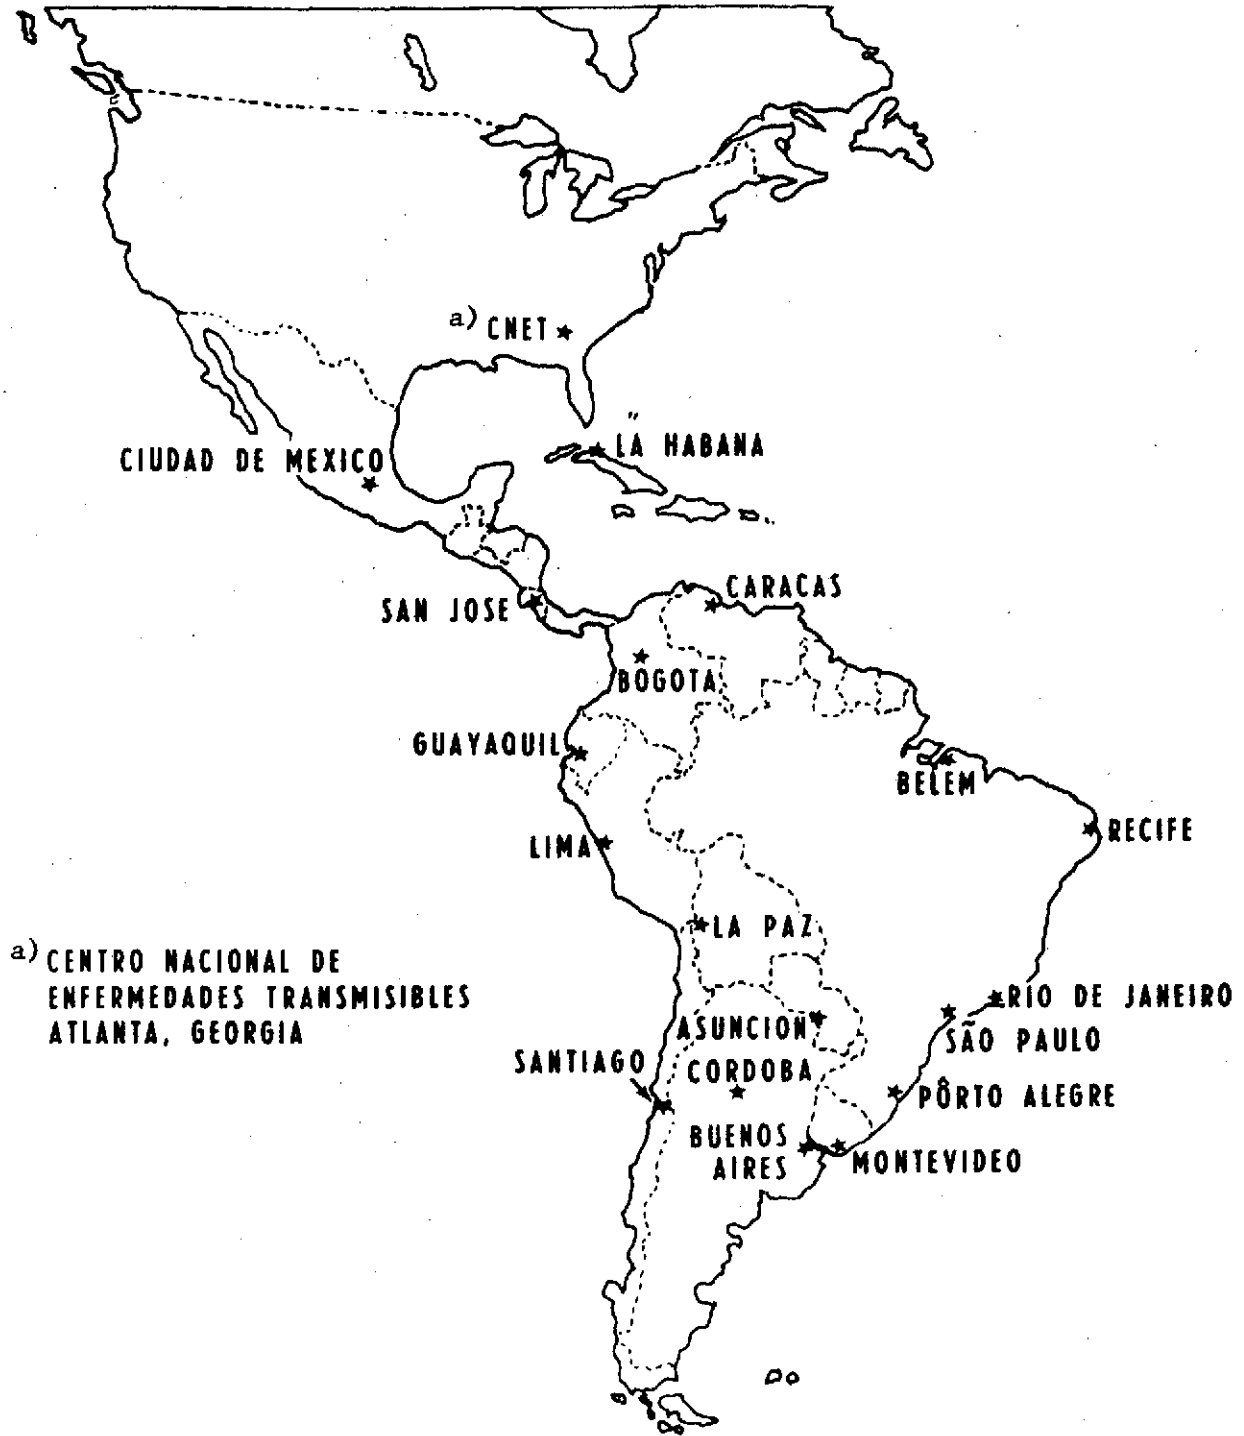 a) CNET
LA HABANA
CIUDAD DE MEXICO
CARACAS
SAN JOSE
BOGOTA
GUAYAQUIL
BELEM
RECIFE
LIMA
LA PAZ
a) CENTRO NACIONAL DE
ENFERMEDADES TRANSMISIBLES
ATLANTA, GEORGIA
RIO DE JANEIRO
ASUNCION
SÃO PAULO
SANTIAGO
CORDOBA
PÔRTO ALEGRE
BUENOS
AIRES
MONTEVIDEO